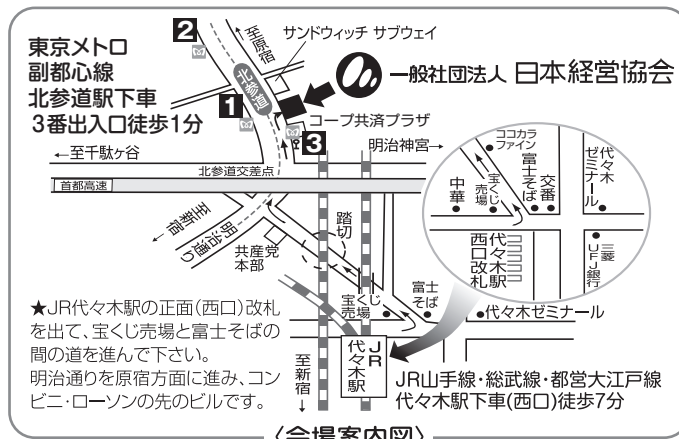 東京メトロ
副都心線
北参道駅下車
3番出入口徒歩1分
2
至原宿
サンドウィッチ サブウェイ
北参道
1
一般社団法人 日本経営協会
コープ共済プラザ
3
←至千駄ヶ谷
明治神宮→
北参道交差点
首都高速
至新宿
明治通り
共産党
本部
踏切
宝くじ
売場
富士
そば
代々木ゼミナール
JR
代々木駅
至新宿
↓
ココカラ
ファイン
中華
宝くじ
売場
富士そば
交番
代々木
ゼミナール
代々木駅
西口改札
三菱
UFJ銀行
★JR代々木駅の正面(西口)改札
を出て、宝くじ売場と富士そばの
間の道を進んで下さい。
明治通りを原宿方面に進み、コン
ビニ・ローソンの先のビルです。
JR山手線・総武線・都営大江戸線
代々木駅下車(西口)徒歩7分
〈会場案内図〉